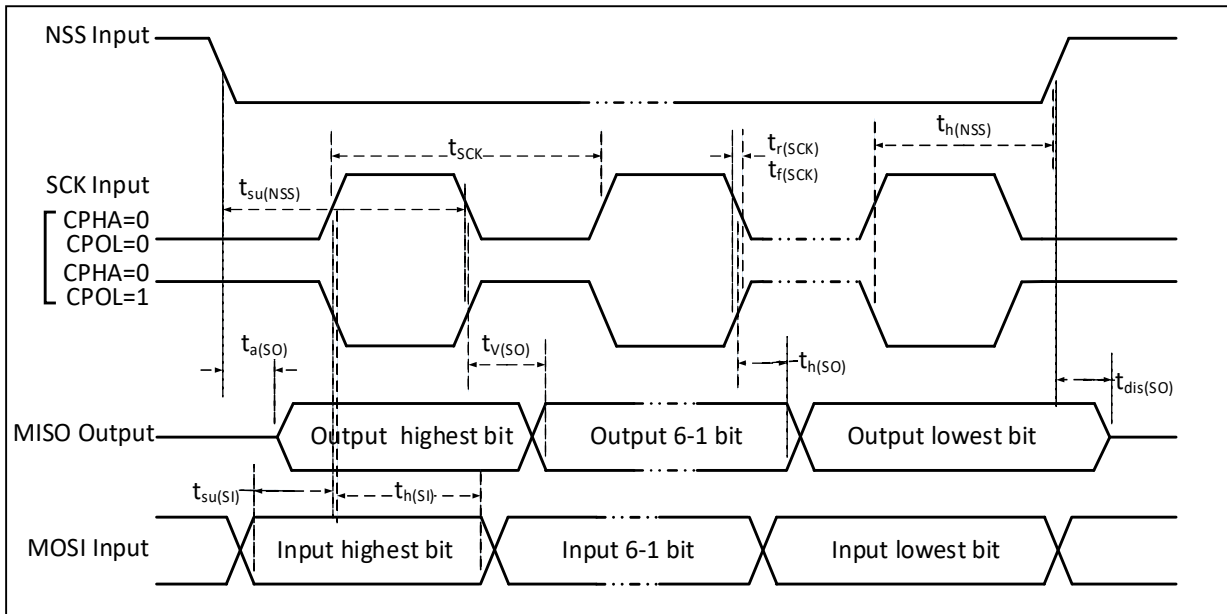 NSS Input
th(NSS)
tSCK
tr(SCK)
tf(SCK)
SCK Input
tsu(NSS)
CPHA=0
CPOL=0
CPHA=0
CPOL=1
ta(SO)
tV(SO)
th(SO)
tdis(SO)
MISO Output
Output highest bit
Output 6-1 bit
Output lowest bit
tsu(SI)
th(SI)
MOSI Input
Input highest bit
Input 6-1 bit
Input lowest bit